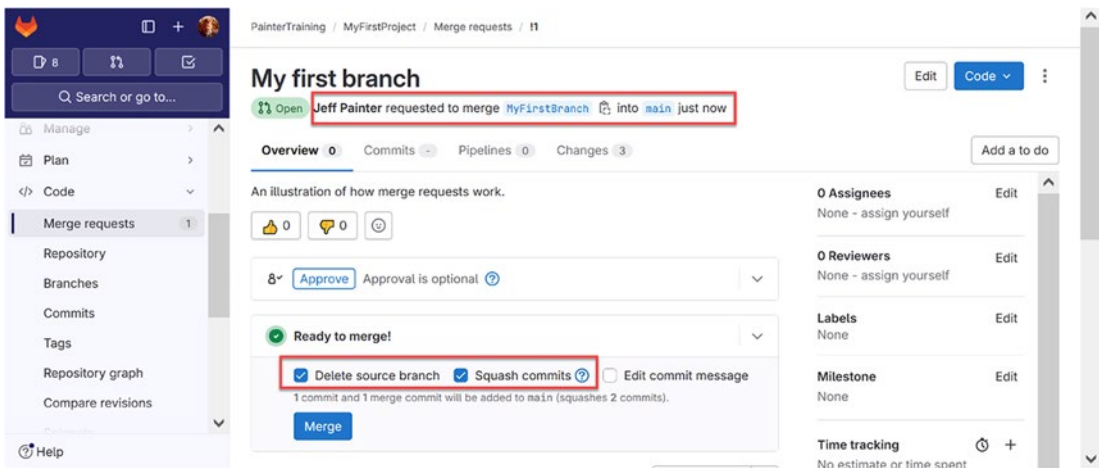 PainterTraining / MyFirstProject / Merge requests / !1
8
Search or go to...
Manage
Plan
Code
Merge requests 1
Repository
Branches
Commits
Tags
Repository graph
Compare revisions
Help
My first branch
Edit
Code
Open Jeff Painter requested to merge MyFirstBranch into main just now
Overview 0 Commits - Pipelines 0 Changes 3
Add a to do
An illustration of how merge requests work.
0 0
Approve Approval is optional
Ready to merge!
Delete source branch Squash commits Edit commit message
1 commit and 1 merge commit will be added to main (squashes 2 commits).
Merge
0 Assignees Edit
None - assign yourself
0 Reviewers Edit
None - assign yourself
Labels Edit
None
Milestone Edit
None
Time tracking
No estimate or time spent